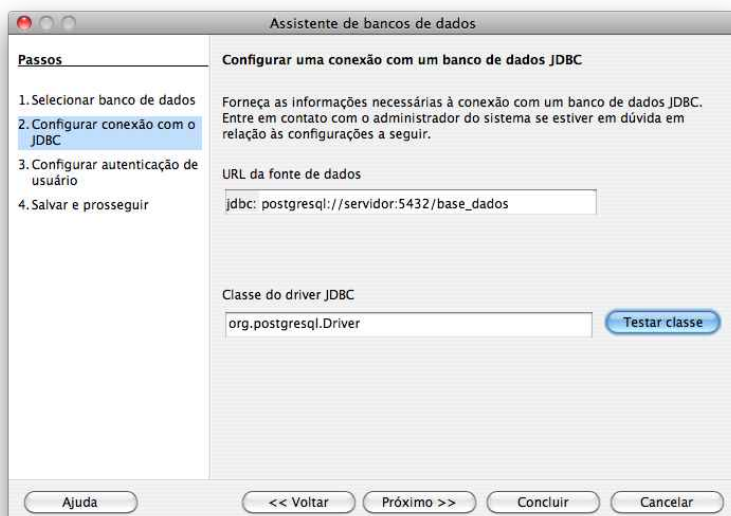 Assistente de bancos de dados
Passos
1. Selecionar banco de dados
2. Configurar conexão com o
JDBC
3. Configurar autenticação de
usuário
4. Salvar e prosseguir
Configurar uma conexão com um banco de dados JDBC
Forneça as informações necessárias à conexão com um banco de dados JDBC.
Entre em contato com o administrador do sistema se estiver em dúvida em
relação às configurações a seguir.
URL da fonte de dados
jdbc: postgresql://servidor:5432/base_dados
Classe do driver JDBC
org.postgresql.Driver
Testar classe
Ajuda
<< Voltar
Próximo >>
Concluir
Cancelar